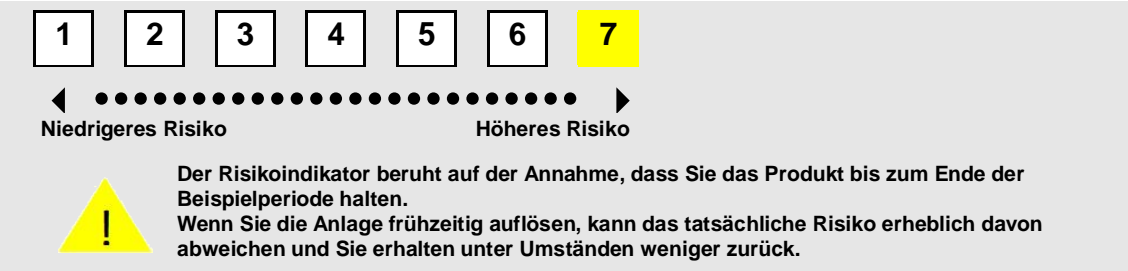 1 2 3 4 5 6 7
Niedrigeres Risiko Höheres Risiko
Der Risikoindikator beruht auf der Annahme, dass Sie das Produkt bis zum Ende der
Beispielperiode halten.
Wenn Sie die Anlage frühzeitig auflösen, kann das tatsächliche Risiko erheblich davon
abweichen und Sie erhalten unter Umständen weniger zurück.
!